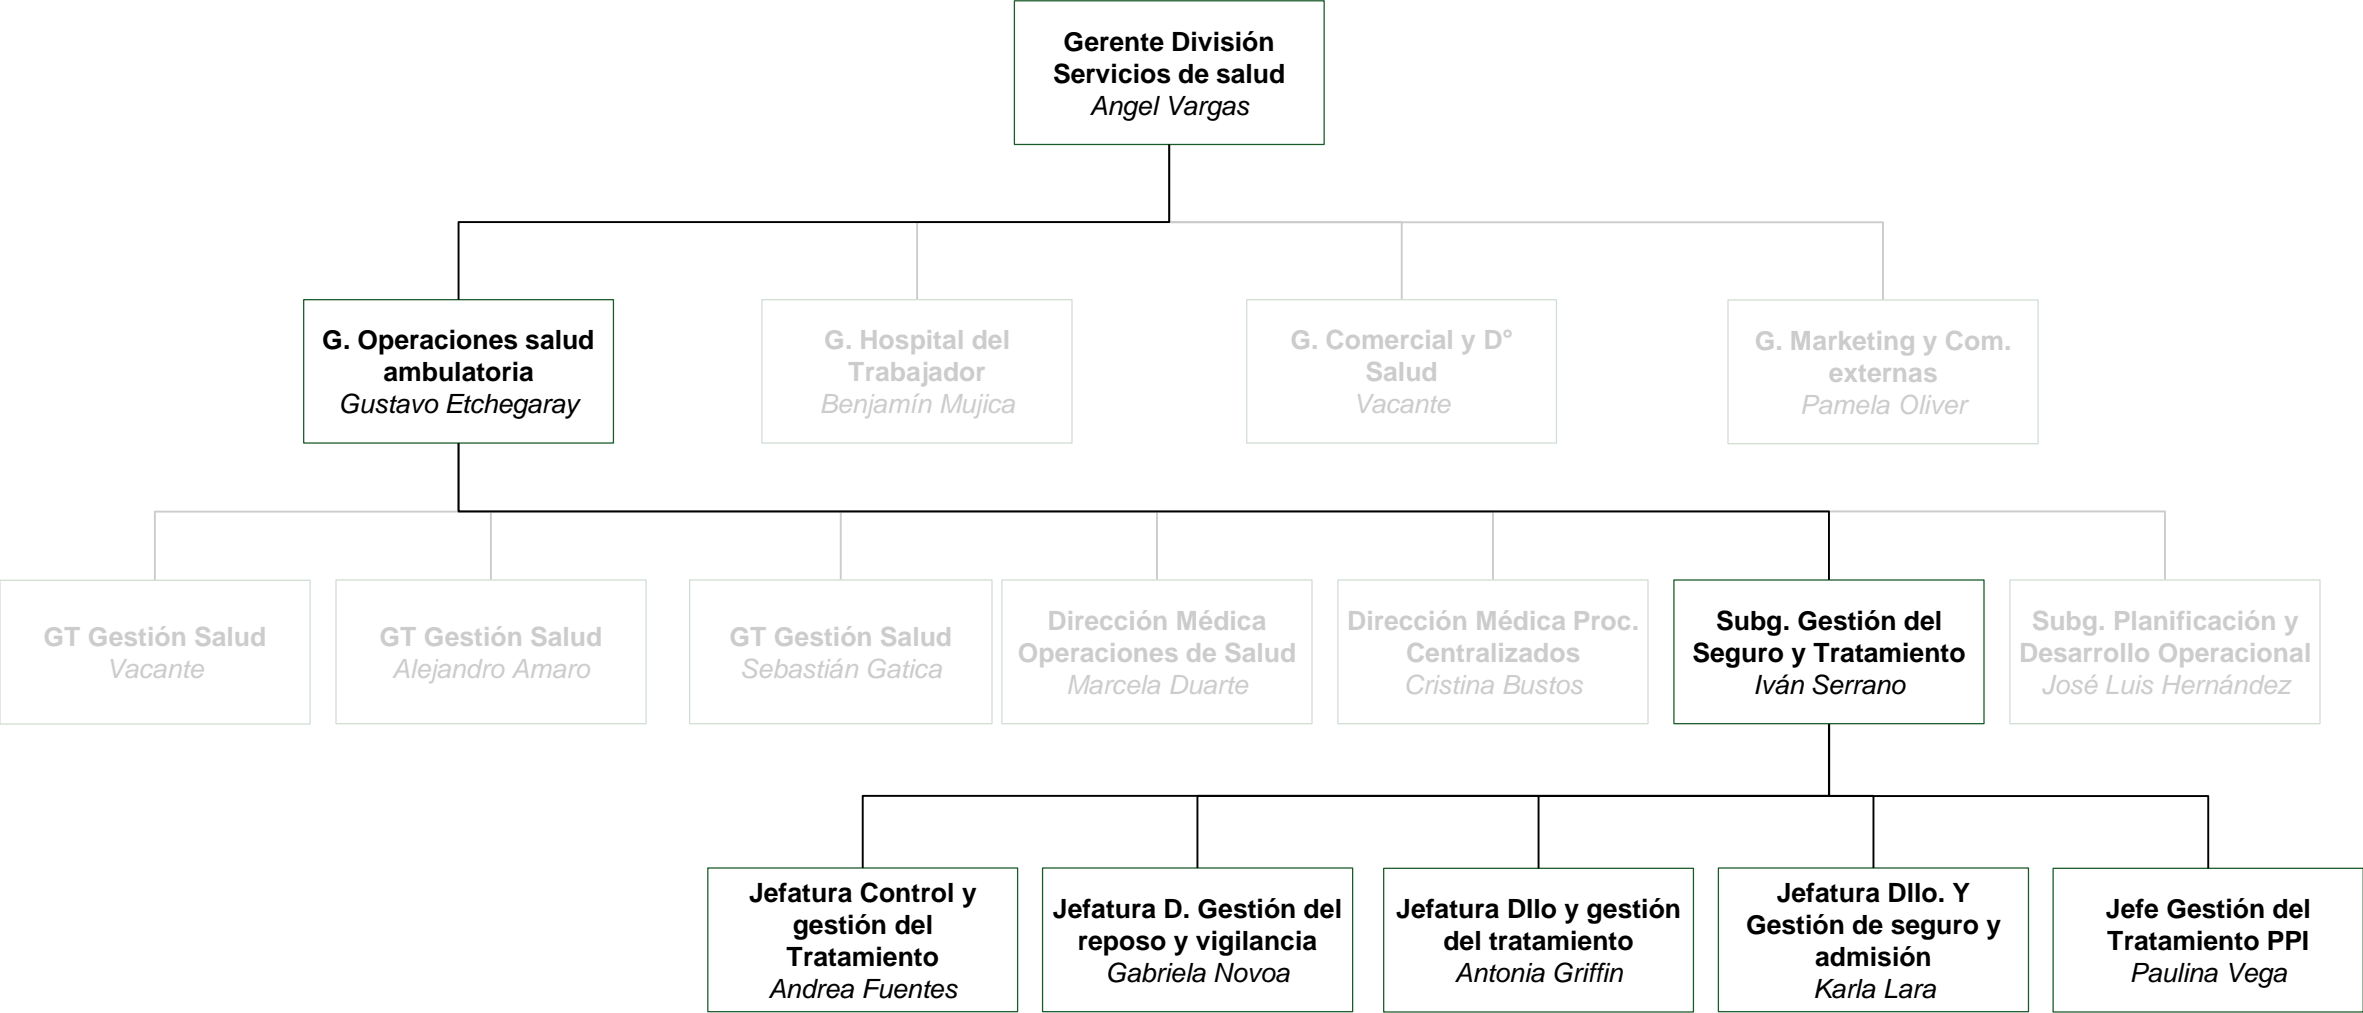 Gerente División
Servicios de salud
Angel Vargas
G. Operaciones salud
ambulatoria
Gustavo Etchegaray
G. Hospital del
Trabajador
Benjamín Mujica
G. Comercial y D°
Salud
Vacante
G. Marketing y Com.
externas
Pamela Oliver
GT Gestión Salud
Vacante
GT Gestión Salud
Alejandro Amaro
GT Gestión Salud
Sebastián Gatica
Dirección Médica
Operaciones de Salud
Marcela Duarte
Dirección Médica Proc.
Centralizados
Cristina Bustos
Subg. Gestión del
Seguro y Tratamiento
Iván Serrano
Subg. Planificación y
Desarrollo Operacional
José Luis Hernández
Jefatura Control y
gestión del
Tratamiento
Andrea Fuentes
Jefatura D. Gestión del
reposo y vigilancia
Gabriela Novoa
Jefatura Dllo y gestión
del tratamiento
Antonia Griffin
Jefatura Dllo. Y
Gestión de seguro y
admisión
Karla Lara
Jefe Gestión del
Tratamiento PPI
Paulina Vega